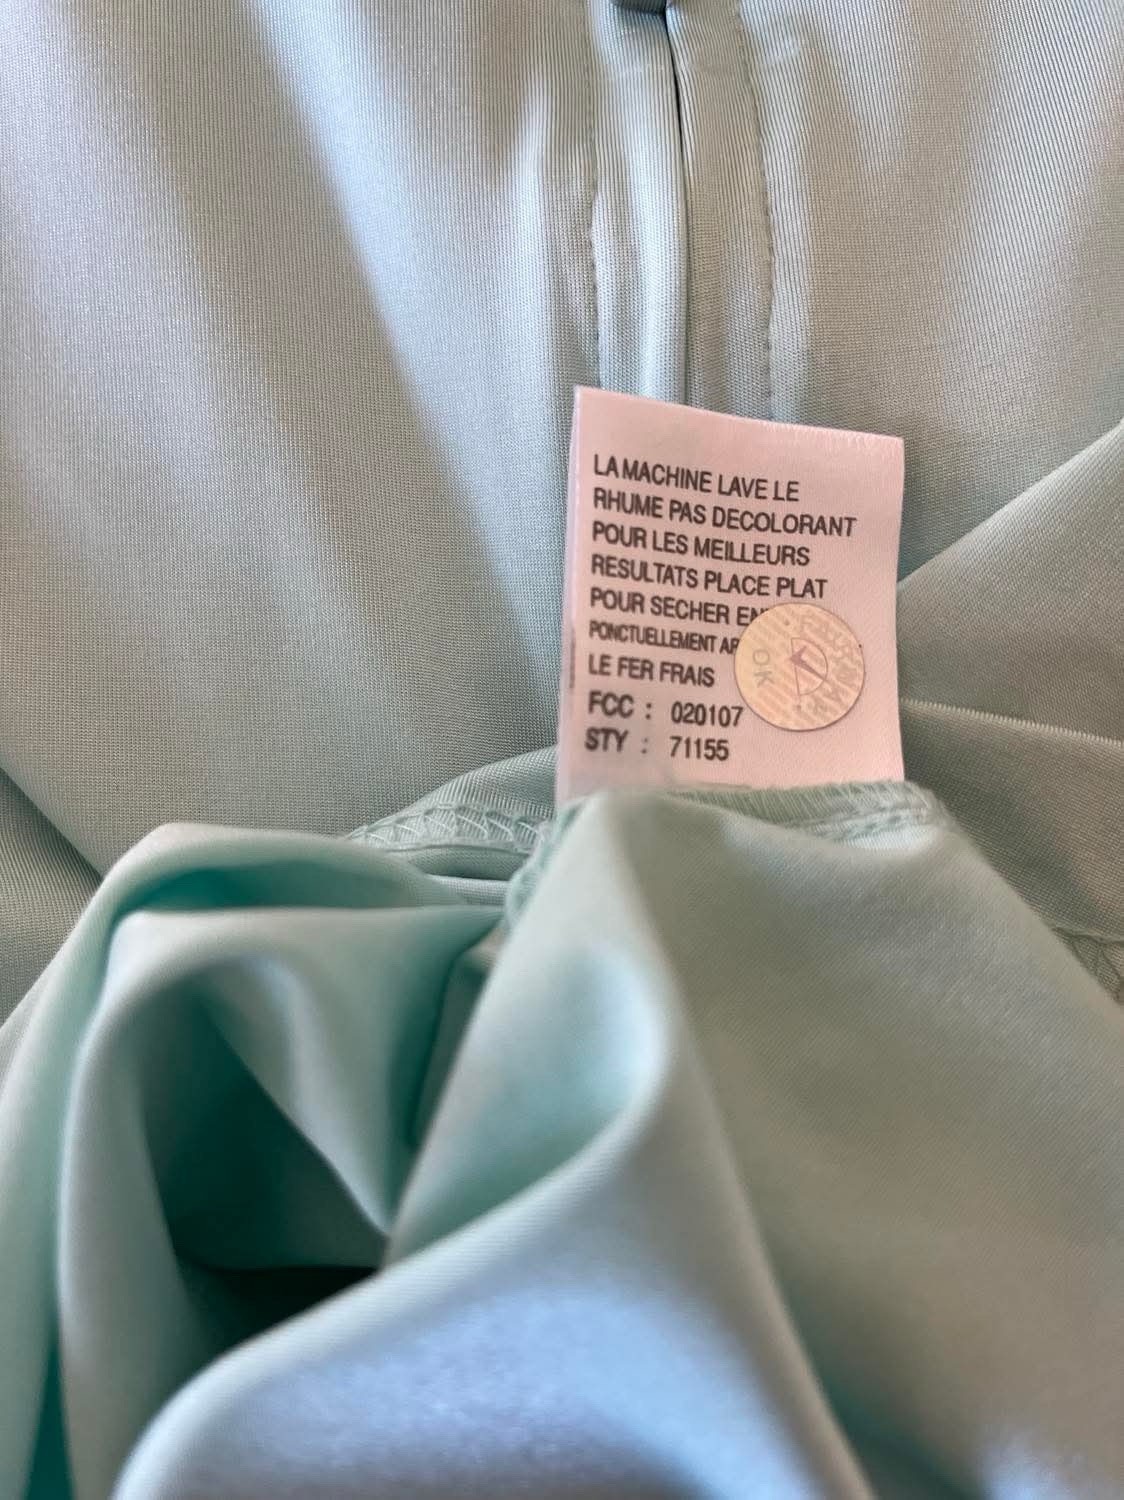 LA MACHINE LAVE LE
RHUME PAS DECOLORANT
POUR LES MEILLEURS
RESULTATS PLACE PLAT
POUR SECHER
PONCTUELLEMENT
LE FER FRAIS
FCC : 020107
STY : 71155
OK